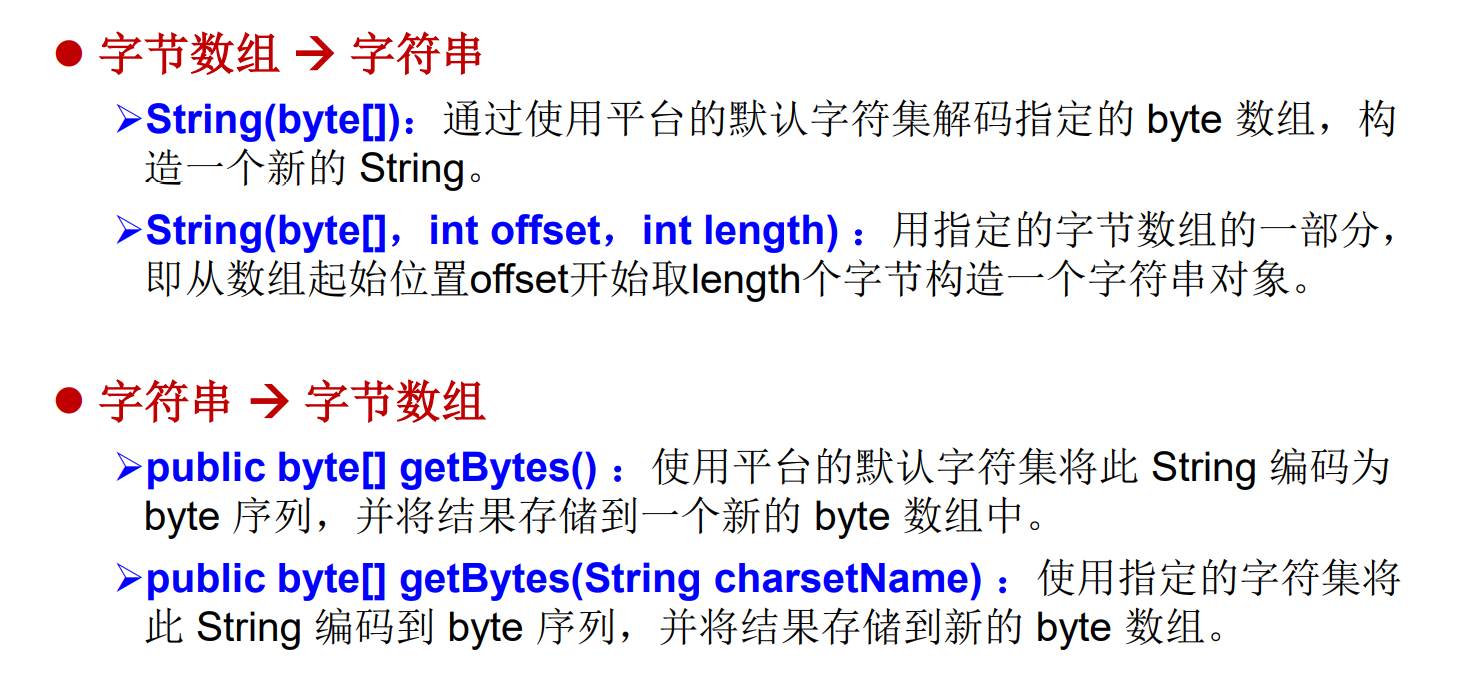 ● 字节数组 → 字符串
➢String(byte[])：通过使用平台的默认字符集解码指定的 byte 数组，构
造一个新的 String。
➢String(byte[]，int offset，int length) ：用指定的字节数组的一部分，
即从数组起始位置offset开始取length个字节构造一个字符串对象。
● 字符串 → 字节数组
➢public byte[] getBytes() ：使用平台的默认字符集将此 String 编码为
byte 序列，并将结果存储到一个新的 byte 数组中。
➢public byte[] getBytes(String charsetName) ：使用指定的字符集将
此 String 编码到 byte 序列，并将结果存储到新的 byte 数组。